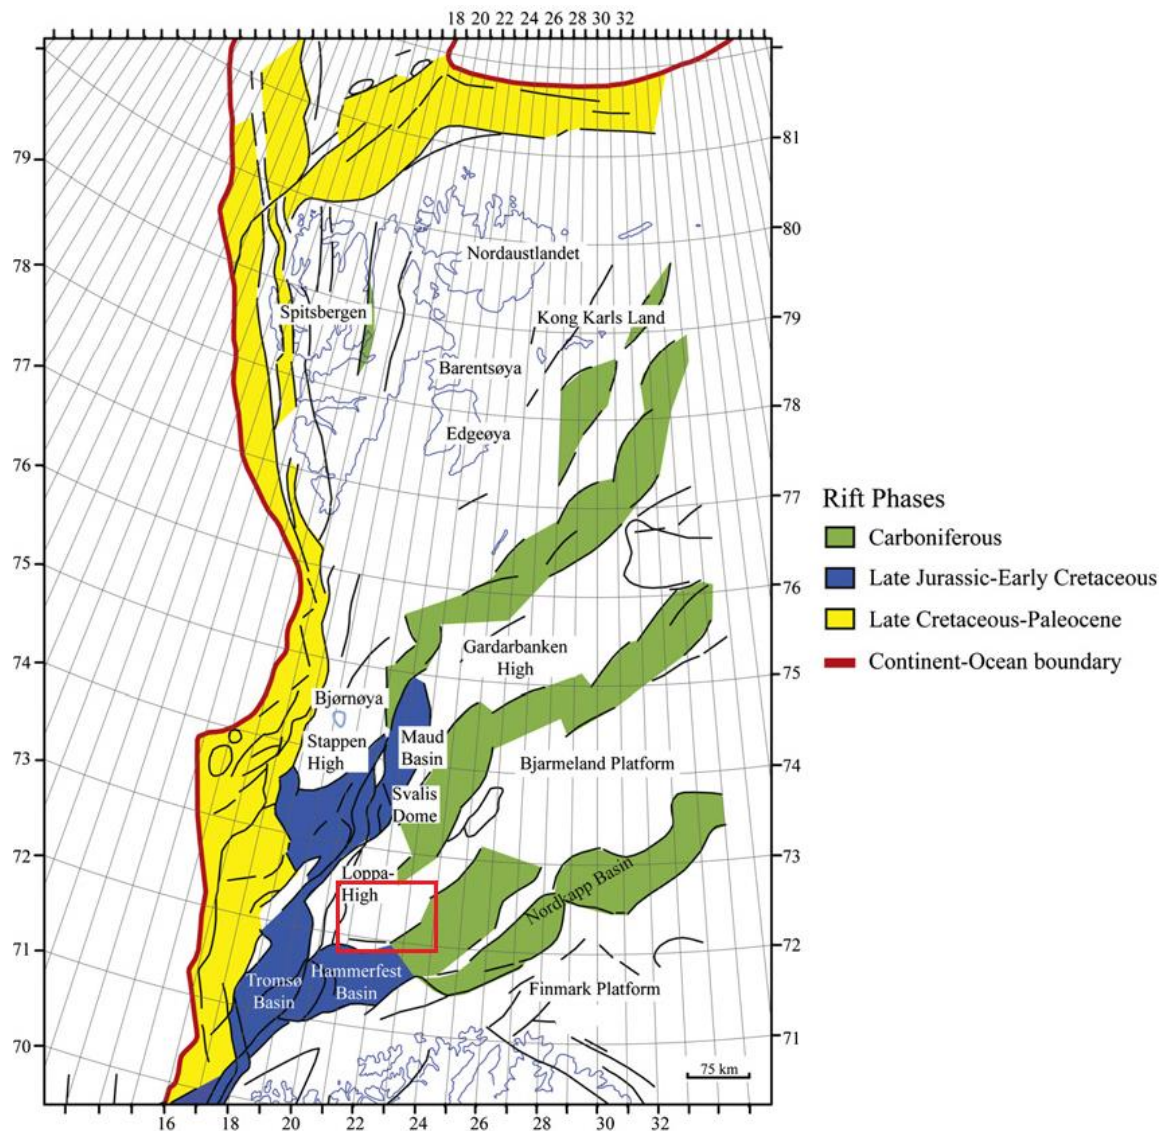 18 20 22 24 26 28 30 32
79
78
77
76
75
74
73
72
71
70
81
80
79
78
77
76
75
74
73
72
71
16 18 20 22 24 26 28 30 32
Nordaustlandet
Spitsbergen
Kong Karls Land
Barentsøya
Edgeøya
Gardarbanken
High
Bjørnøya
Stappen
High
Maud
Basin
Bjarmeland Platform
Svalis
Dome
Loppa-
High
Nordkapp Basin
Hammerfest
Basin
Tromsø
Basin
Finmark Platform
75 km
Rift Phases
Carboniferous
Late Jurassic-Early Cretaceous
Late Cretaceous-Paleocene
Continent-Ocean boundary